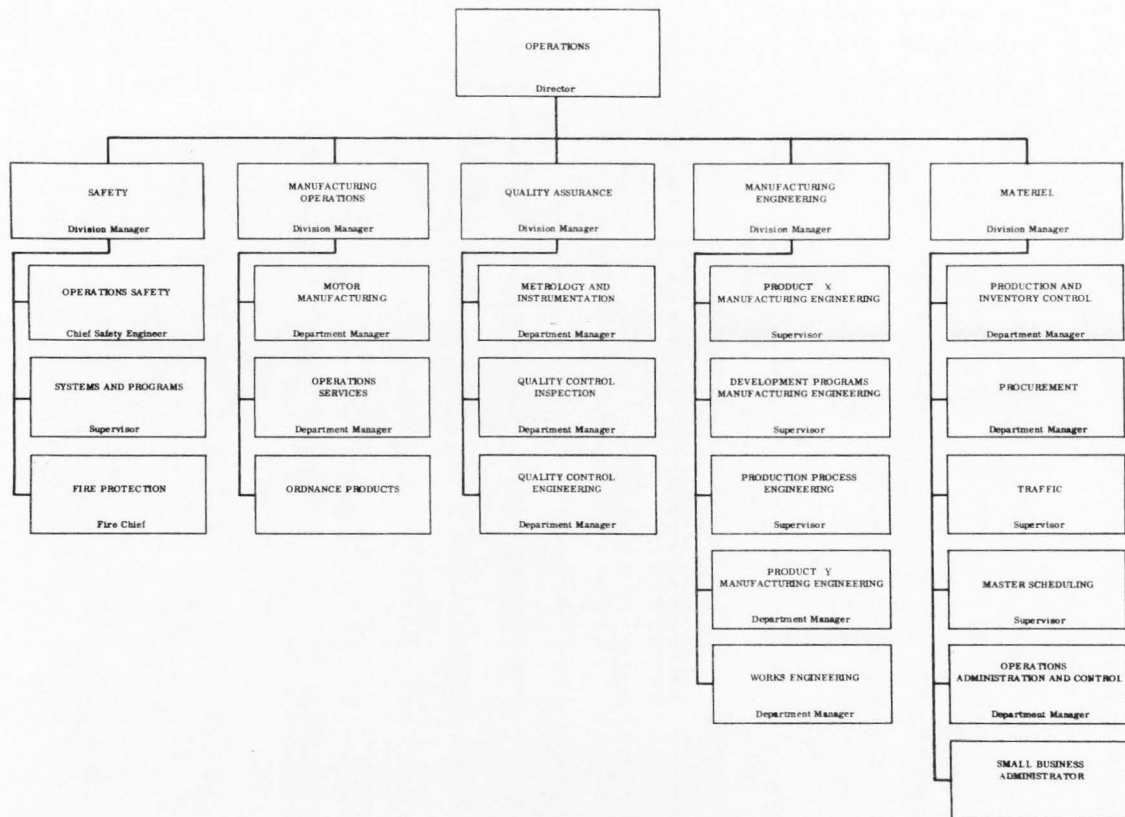 OPERATIONS
Director
SAFETY
Division Manager
MANUFACTURING
OPERATIONS
Division Manager
QUALITY ASSURANCE
Division Manager
MANUFACTURING
ENGINEERING
Division Manager
MATERIEL
Division Manager
OPERATIONS SAFETY
Chief Safety Engineer
SYSTEMS AND PROGRAMS
Supervisor
FIRE PROTECTION
Fire Chief
MOTOR
MANUFACTURING
Department Manager
OPERATIONS
SERVICES
Department Manager
ORDNANCE PRODUCTS
METROLOGY AND
INSTRUMENTATION
Department Manager
QUALITY CONTROL
INSPECTION
Department Manager
QUALITY CONTROL
ENGINEERING
Department Manager
PRODUCT X
MANUFACTURING ENGINEERING
Supervisor
DEVELOPMENT PROGRAMS
MANUFACTURING ENGINEERING
Supervisor
PRODUCTION PROCESS
ENGINEERING
Supervisor
PRODUCT Y
MANUFACTURING ENGINEERING
Department Manager
WORKS ENGINEERING
Department Manager
PRODUCTION AND
INVENTORY CONTROL
Department Manager
PROCUREMENT
Department Manager
TRAFFIC
Supervisor
MASTER SCHEDULING
Supervisor
OPERATIONS
ADMINISTRATION AND CONTROL
Department Manager
SMALL BUSINESS
ADMINISTRATOR